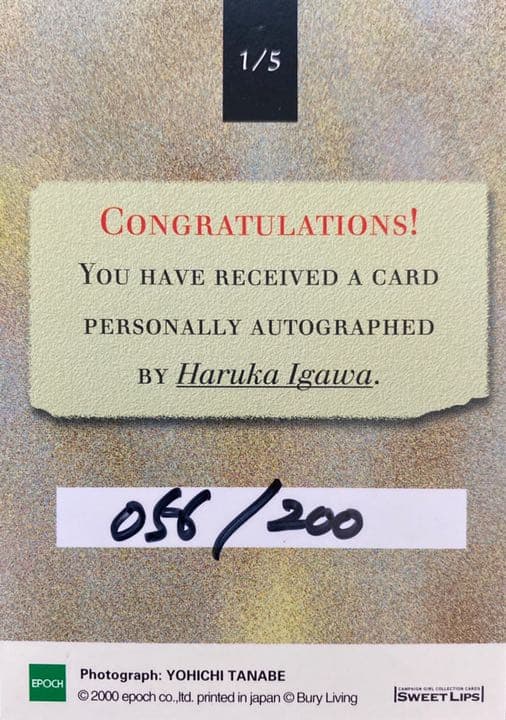 1/5
CONGRATULATIONS!
YOU HAVE RECEIVED A CARD
PERSONALLY AUTOGRAPHED
BY Haruka Igawa.
056/200
EPOCH
Photograph: YOHICHI TANABE
© 2000 epoch co.,ltd. printed in japan © Bury Living
CAMPAIGN GIRL COLLECTION CARDS
SWEET LIPS